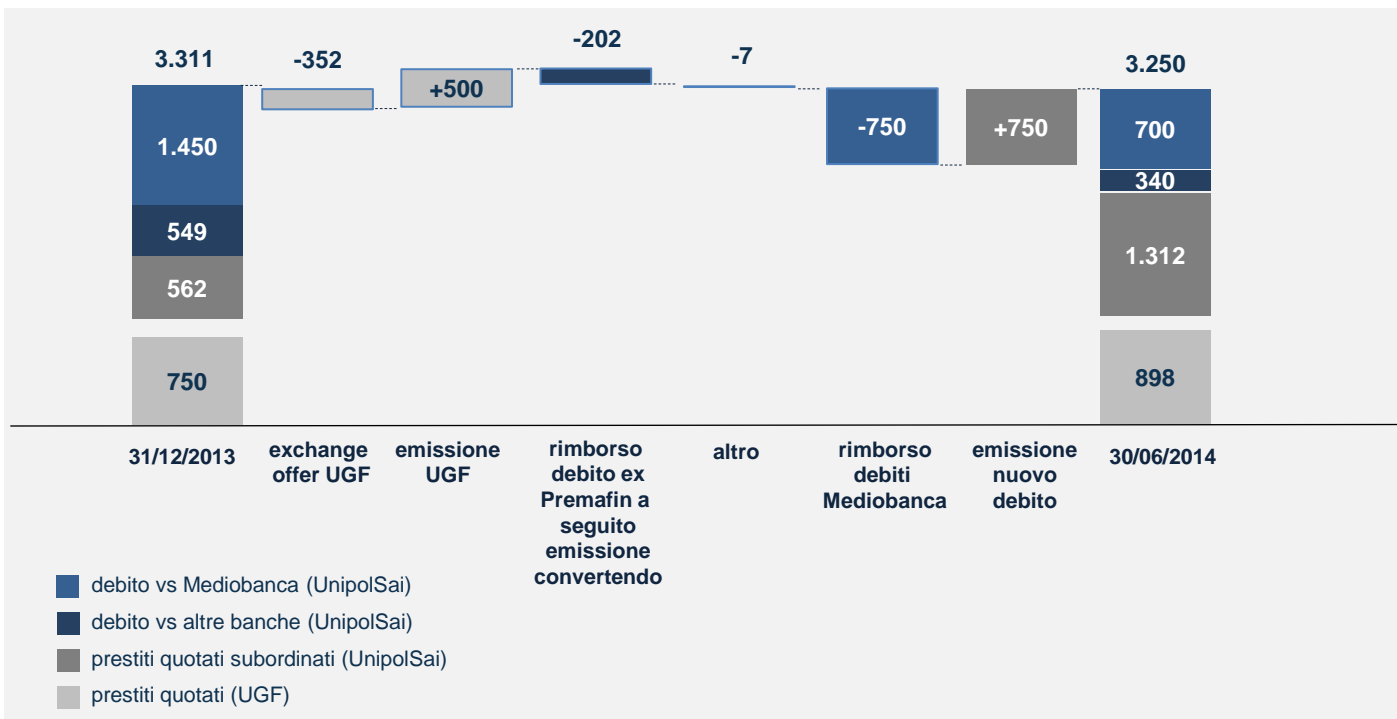 3.311
-352
-202
-7
3.250
+500
1.450
-750
+750
700
340
549
562
1.312
750
898
31/12/2013
exchange
offer UGF
emissione
UGF
rimborso
debito ex
Premafin a
seguito
emissione
convertendo
altro
rimborso
debiti
Mediobanca
emissione
nuovo
debito
30/06/2014
debito vs Mediobanca (UnipolSai)
debito vs altre banche (UnipolSai)
prestiti quotati subordinati (UnipolSai)
prestiti quotati (UGF)